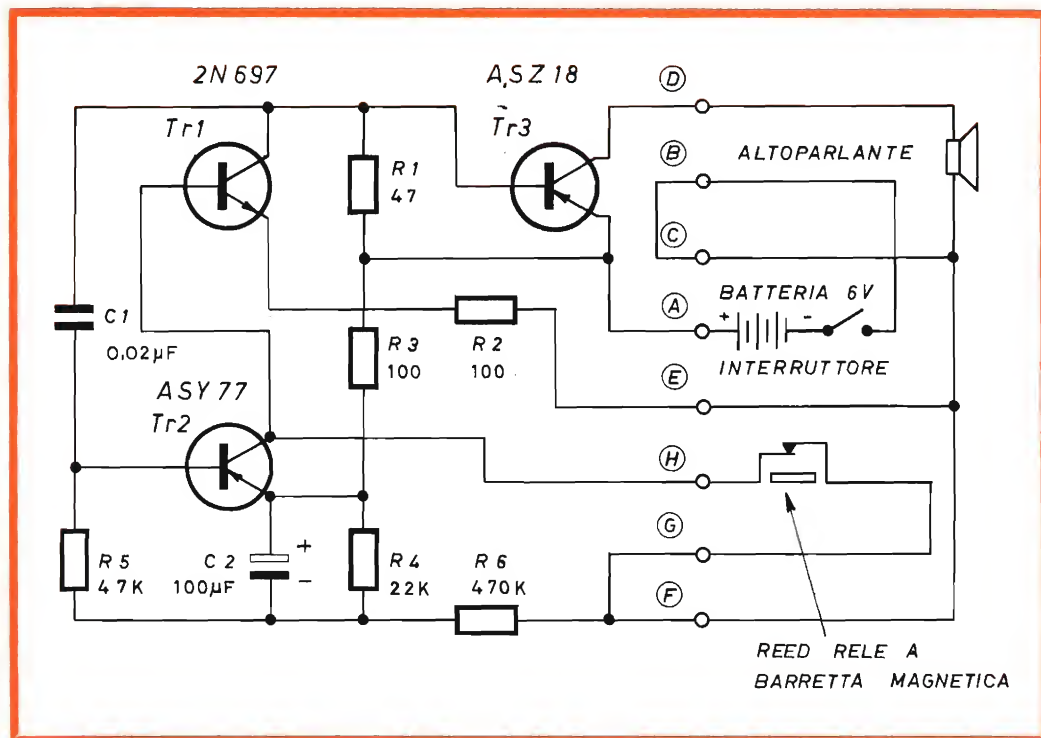 2N697
A,SZ18
Tr1
Tr3
R1
47
D
B
ALTOPARLANTE
C
A
BATTERIA 6V
+
-
INTERRUTTORE
C1
0,02µF
R3
100
R2
100
E
ASY77
Tr2
H
G
R5
47K
C2
100µF
+
-
R4
22K
R6
470K
F
REED RELE A
BARRETTA MAGNETICA